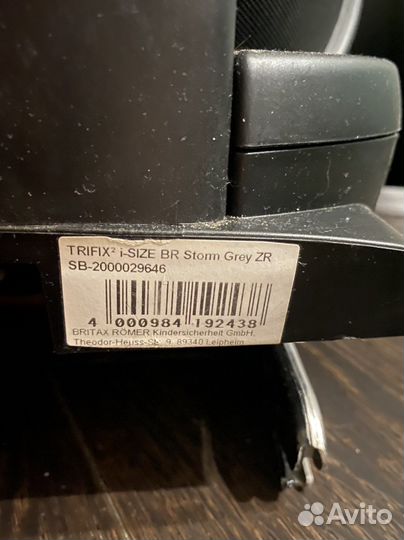 TRIFIX² i-SIZE BR Storm Grey ZR
SB-2000029646
4 000984 192438
BRITAX RÖMER Kindersicherheit GmbH,
Theodor-Heuss-Str. 9, 89340 Leipheim
Avito